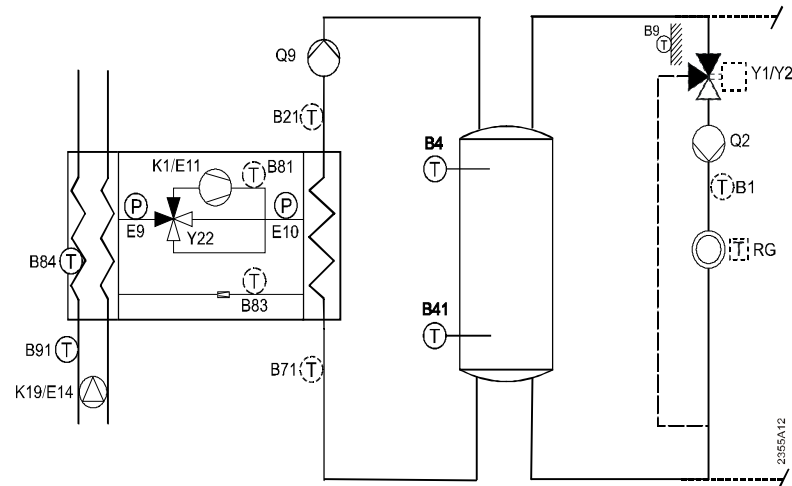 B9
T
Q9
Y1/Y2
B21 T
B4
T
Q2
K1/E11
T B81
T B1
P
P
E9
Y22
E10
T RG
B84 T
T
B83
B41
T
B91 T
B71 T
K19/E14
2355A12